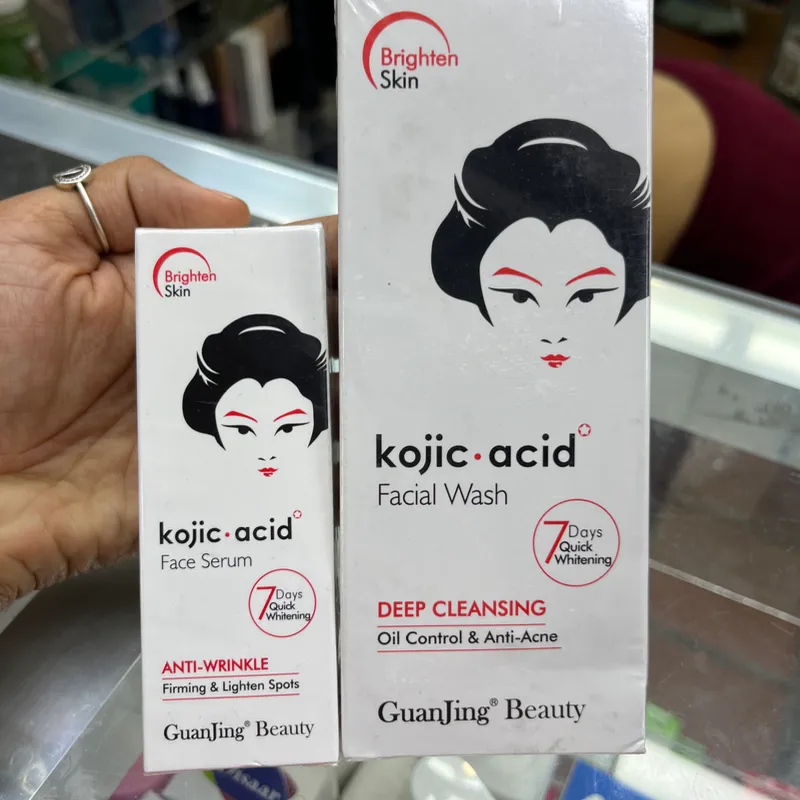 Brighten
Skin
kojic·acid
Face Serum
7 Days
Quick
Whitening
ANTI-WRINKLE
Firming & Lighten Spots
GuanJing® Beauty
Brighten
Skin
kojic·acid
Facial Wash
7 Days
Quick
Whitening
DEEP CLEANSING
Oil Control & Anti-Acne
GuanJing® Beauty